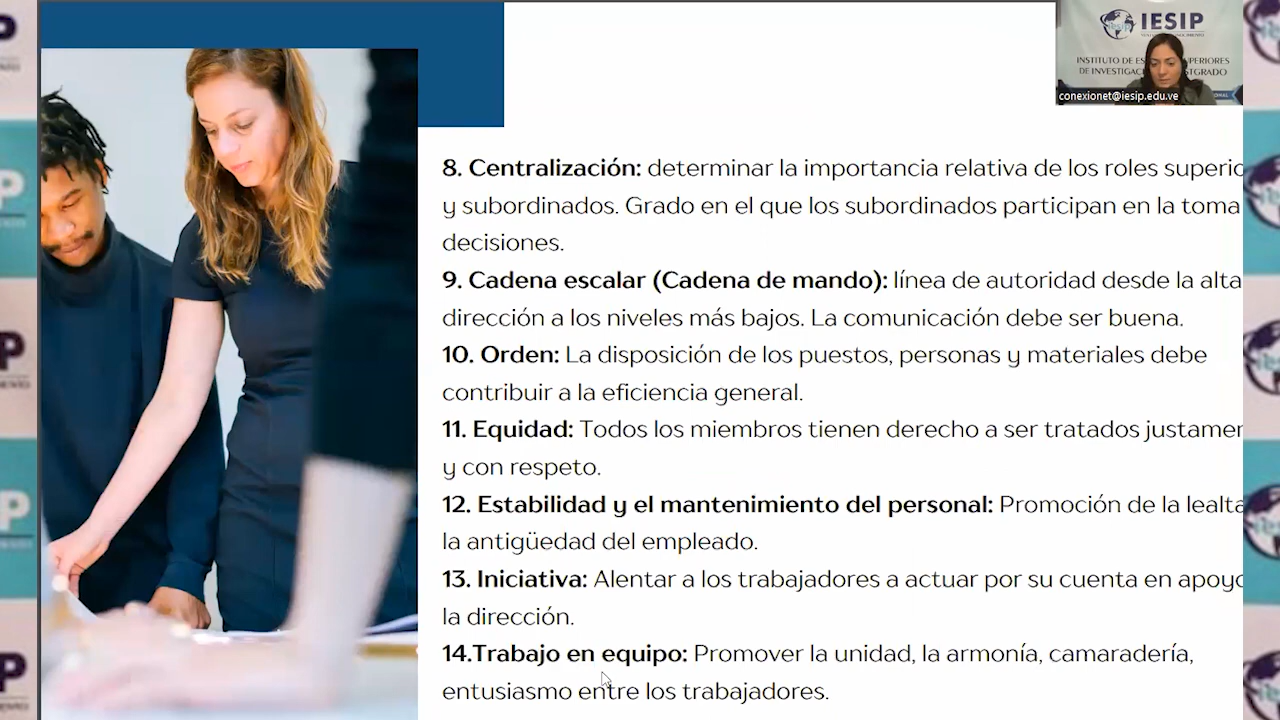 IESIP
INSTITUTO DE
DE
conexionet@iesip.edu.ve
8. Centralización: determinar la importancia relativa de los roles
y subordinados. Grado en el que los subordinados participan en la toma
decisiones.
9. Cadena escalar (Cadena de mando): línea de autoridad desde la alta
dirección a los niveles más bajos. La comunicación debe ser buena.
10. Orden: La disposición de los puestos, personas y materiales debe
contribuir a la eficiencia general.
11. Equidad: Todos los miembros tienen derecho a ser tratados
y con respeto.
12. Estabilidad y el mantenimiento del personal: Promoción de la
la antigüedad del empleado.
13. Iniciativa: Alentar a los trabajadores a actuar por su cuenta en
la dirección.
14.Trabajo en equipo: Promover la unidad, la armonía, camaradería,
entusiasmo entre los trabajadores.